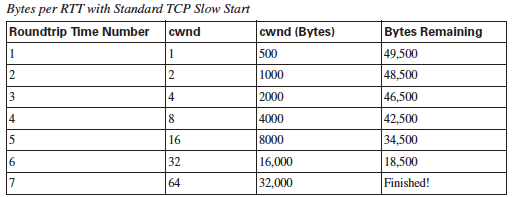 Bytes per RTT with Standard TCP Slow Start
Roundtrip Time Number cwnd cwnd (Bytes) Bytes Remaining
1 1 500 49,500
2 2 1000 48,500
3 4 2000 46,500
4 8 4000 42,500
5 16 8000 34,500
6 32 16,000 18,500
7 64 32,000 Finished!